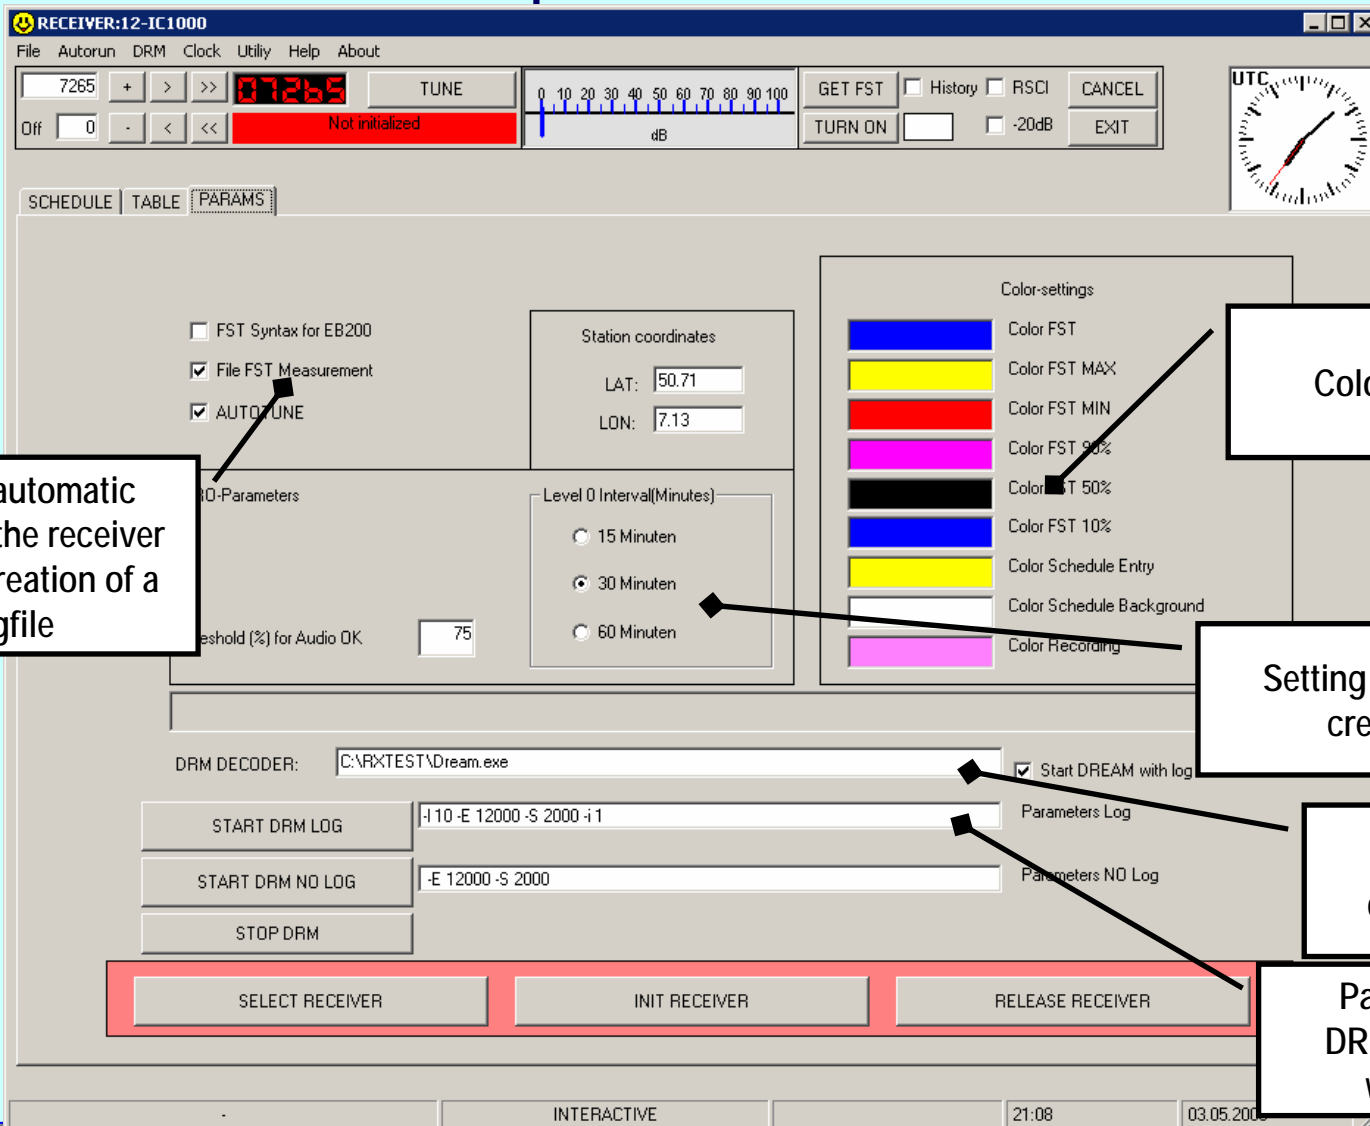 RECEIVER:12-IC1000
File Autorun DRM Clock Utiliy Help About
7265 + > >> 07265 TUNE
Off 0 - < << Not initialized
0 10 20 30 40 50 60 70 80 90 100
dB
GET FST History RSCI CANCEL
TURN ON -20dB EXIT
UTC
SCHEDULE TABLE PARAMS
FST Syntax for EB200
File FST Measurement
AUTOTUNE
Station coordinates
LAT: 50.71
LON: 7.13
Color-settings
Color FST
Color FST MAX
Color FST MIN
Color FST 90%
Color FST 50%
Color FST 10%
Color Schedule Entry
Color Schedule Background
Color Recording
automatic
the receiver
reation of a
gfile
RO-Parameters
eshold (%) for Audio OK 75
Level 0 Interval(Minutes)
15 Minuten
30 Minuten
60 Minuten
Colo
Setting
cre
DRM DECODER: C:\RXTEST\Dream.exe Start DREAM with log
START DRM LOG -l 10 -E 12000 -S 2000 -i 1 Parameters Log
START DRM NO LOG -E 12000 -S 2000 Parameters NO Log
STOP DRM
Pa
DR
SELECT RECEIVER INIT RECEIVER RELEASE RECEIVER
- INTERACTIVE 21:08 03.05.200